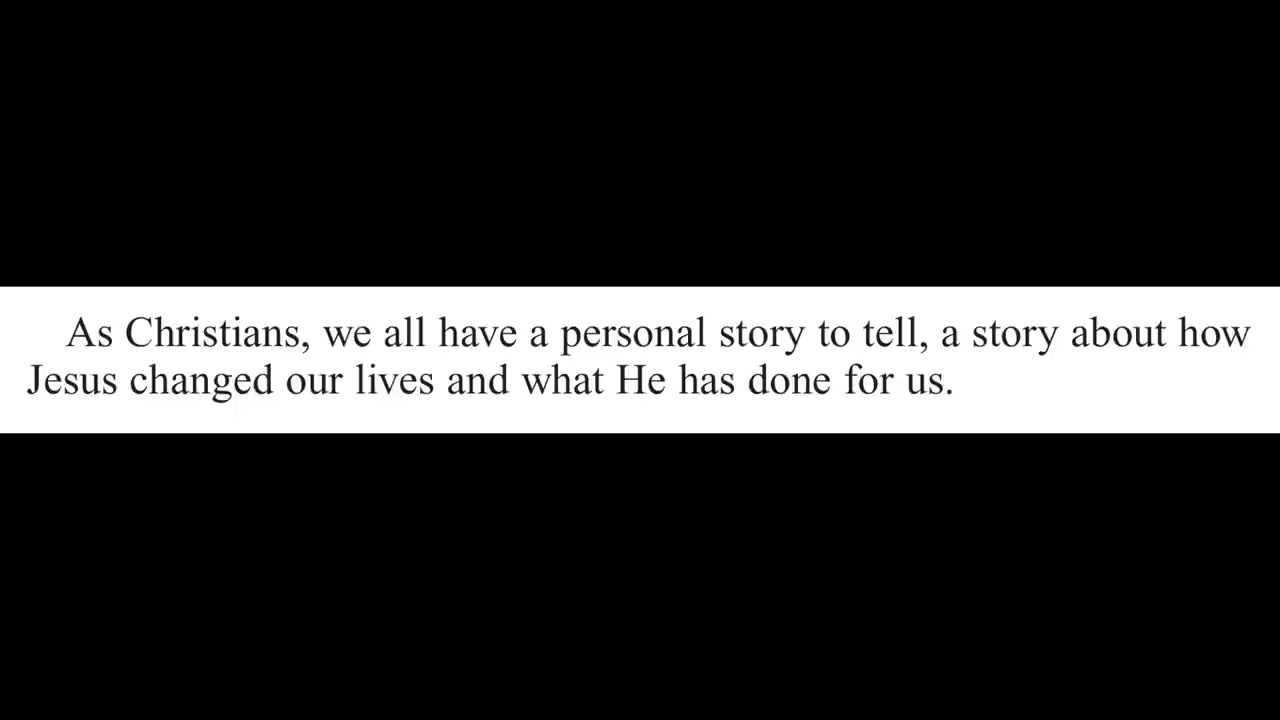 As Christians, we all have a personal story to tell, a story about how
Jesus changed our lives and what He has done for us.